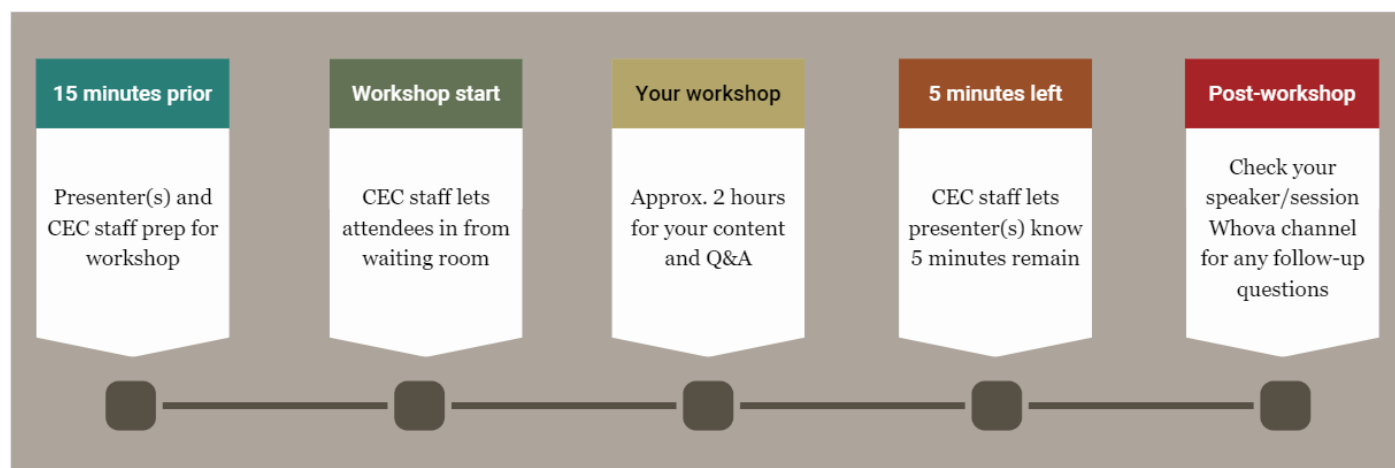 15 minutes prior
Presenter(s) and
CEC staff prep for
workshop
Workshop start
CEC staff lets
attendees in from
waiting room
Your workshop
Approx. 2 hours
for your content
and Q&A
5 minutes left
CEC staff lets
presenter(s) know
5 minutes remain
Post-workshop
Check your
speaker/session
Whova channel
for any follow-up
questions